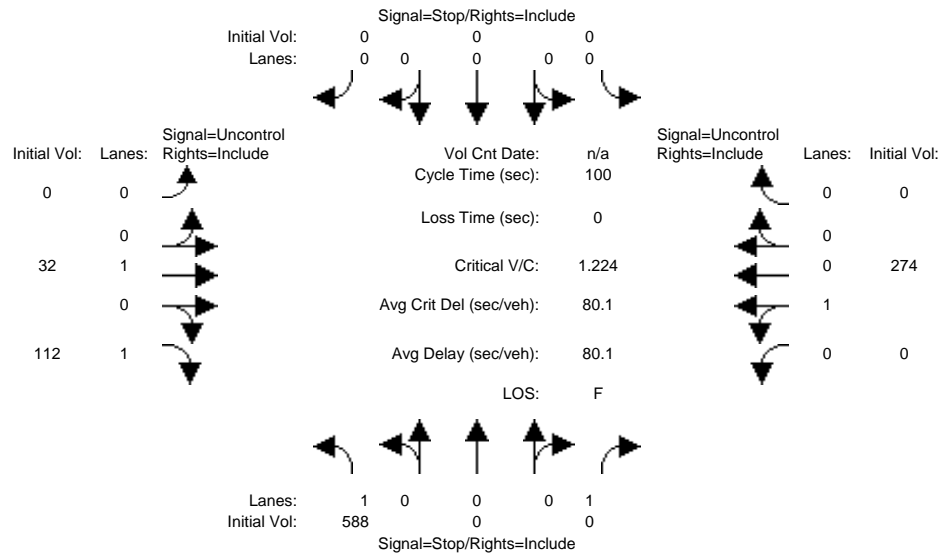 Signal=Stop/Rights=Include
Initial Vol: 0 0 0
Lanes: 0 0 0 0 0
Signal=Uncontrol Signal=Uncontrol
Initial Vol: Lanes: Rights=Include Vol Cnt Date: n/a Rights=Include Lanes: Initial Vol:
Cycle Time (sec): 100
0 0 0 0
Loss Time (sec): 0
0 0
32 1 Critical V/C: 1.224 0 274
0 Avg Crit Del (sec/veh): 80.1 1
112 1 Avg Delay (sec/veh): 80.1 0 0
LOS: F
Lanes: 1 0 0 0 1
Initial Vol: 588 0 0
Signal=Stop/Rights=Include